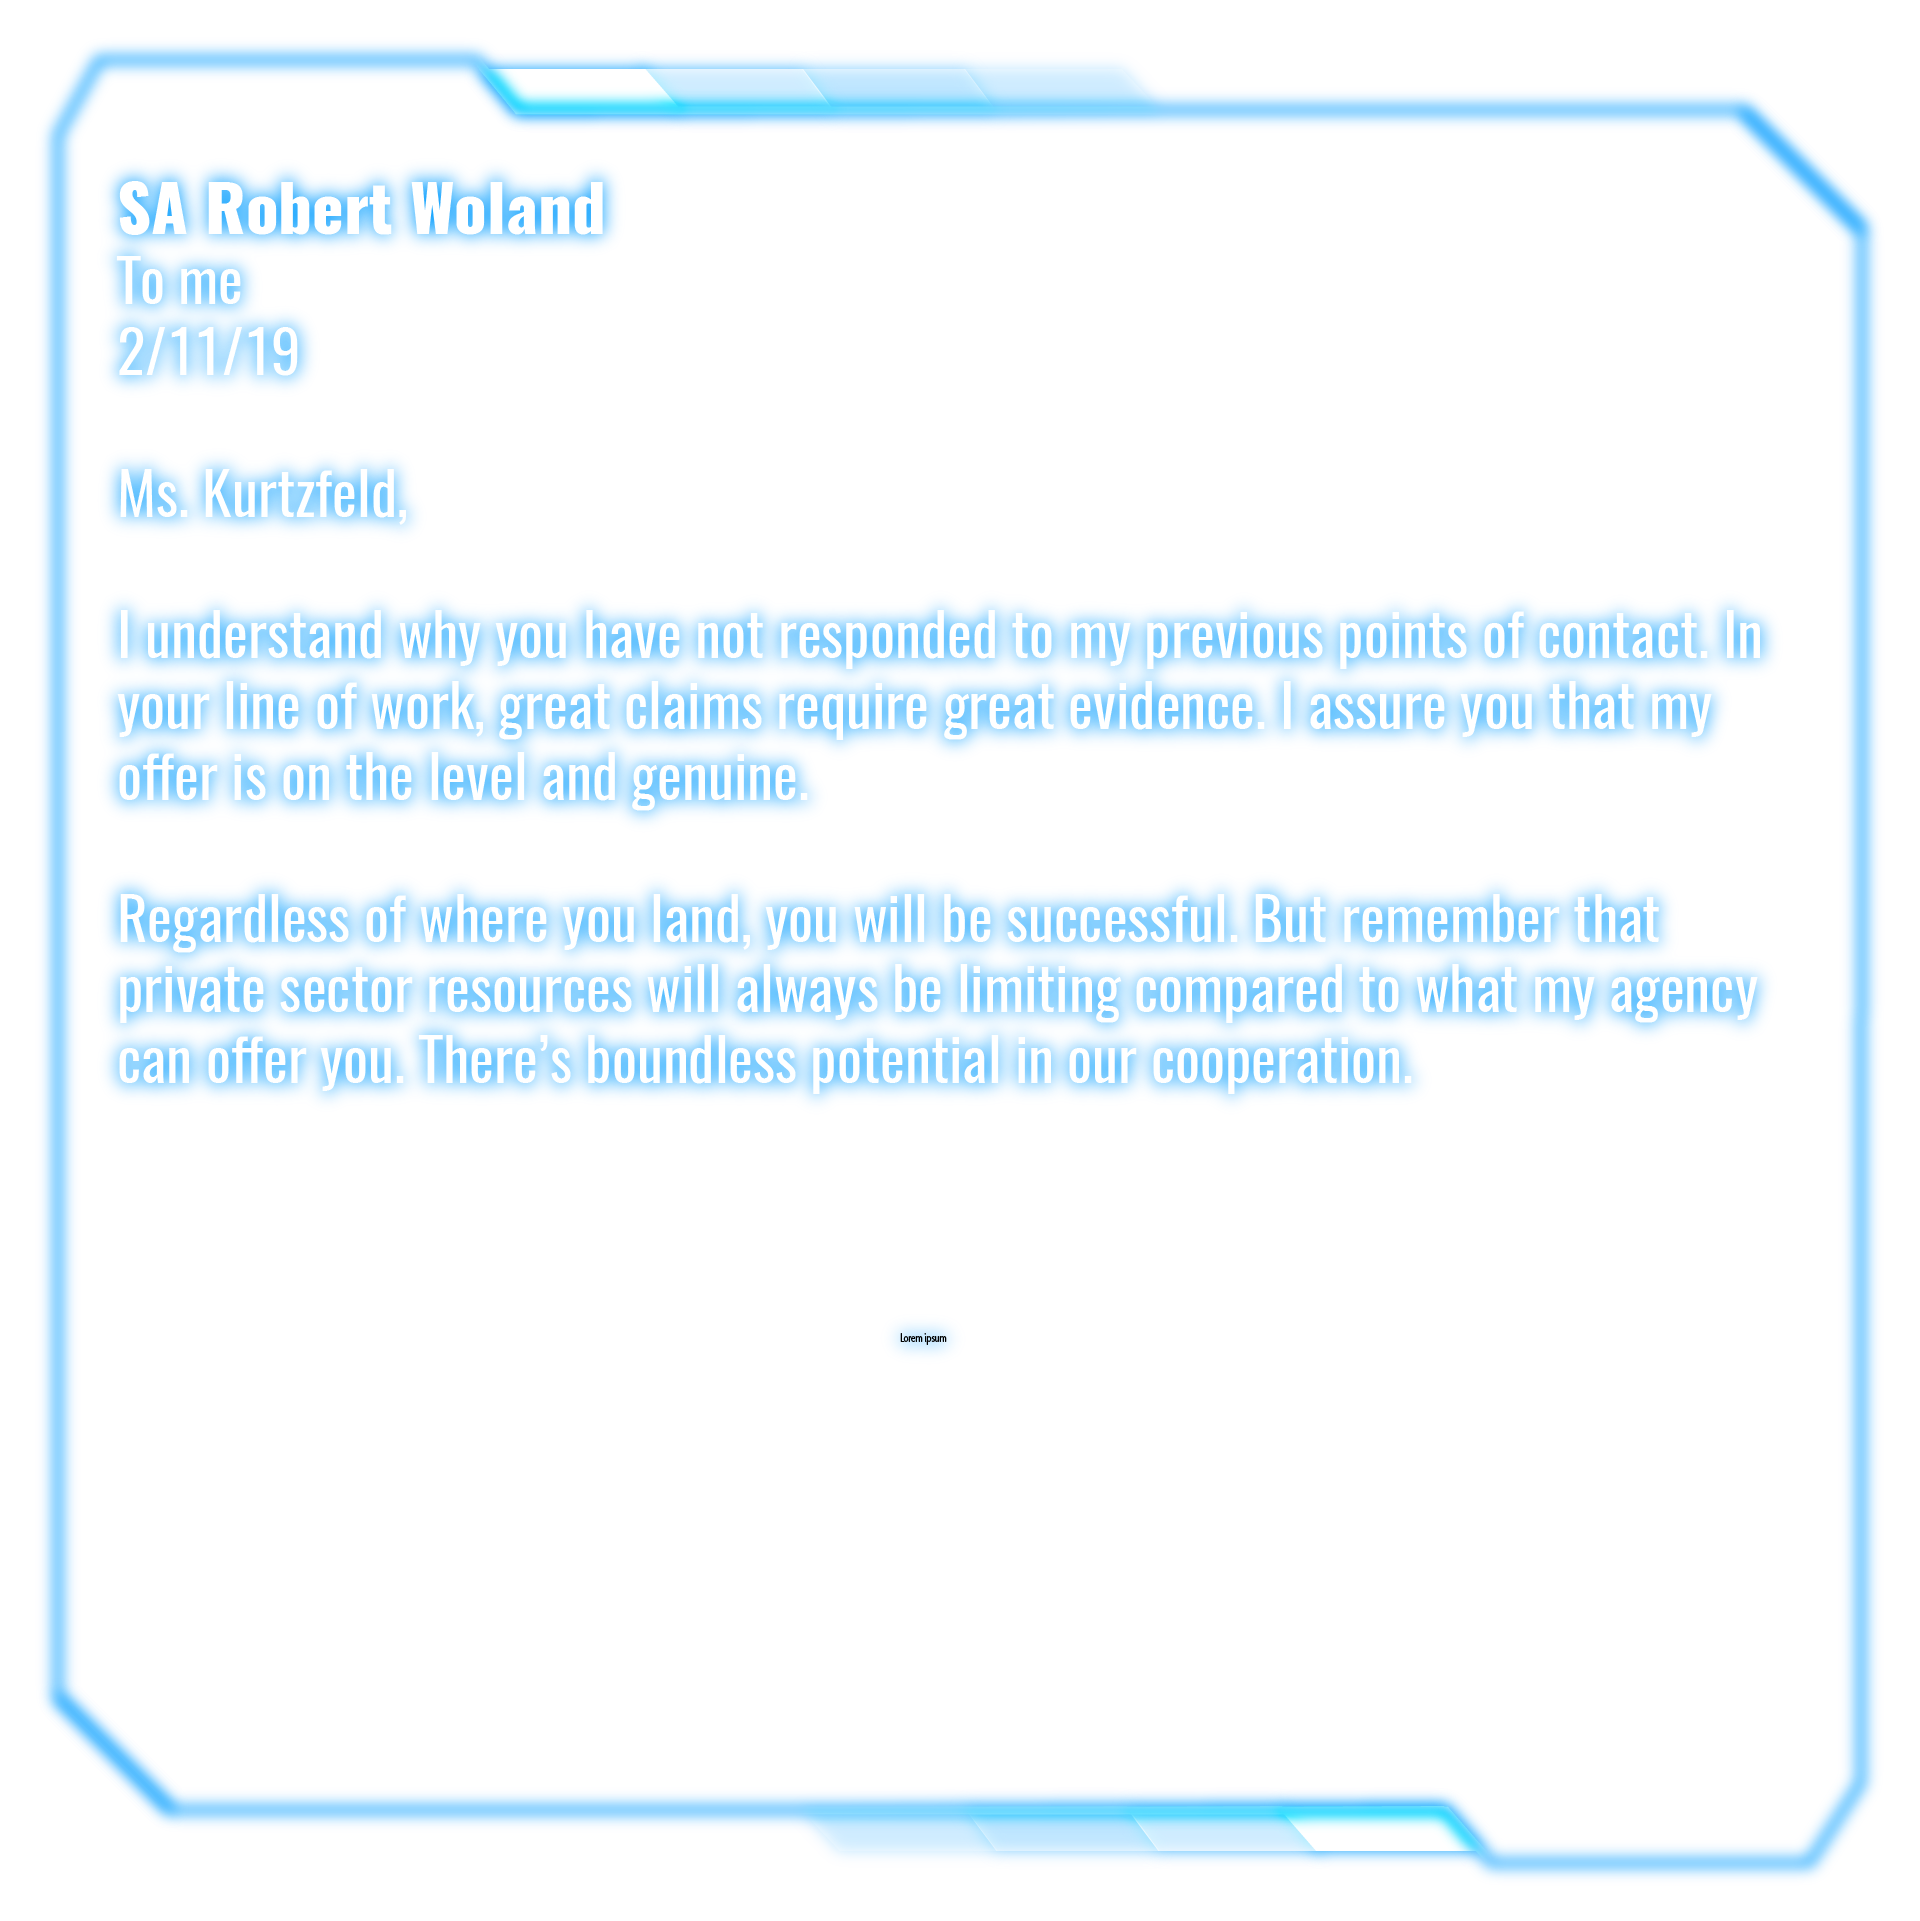 SA Robert Woland
To me
2/11/19
Ms. Kurtzfeld,
I understand why you have not responded to my previous points of contact. In
your line of work, great claims require great evidence. I assure you that my
offer is on the level and genuine.
Regardless of where you land, you will be successful. But remember that
private sector resources will always be limiting compared to what my agency
can offer you. There’s boundless potential in our cooperation.
Lorem ipsum